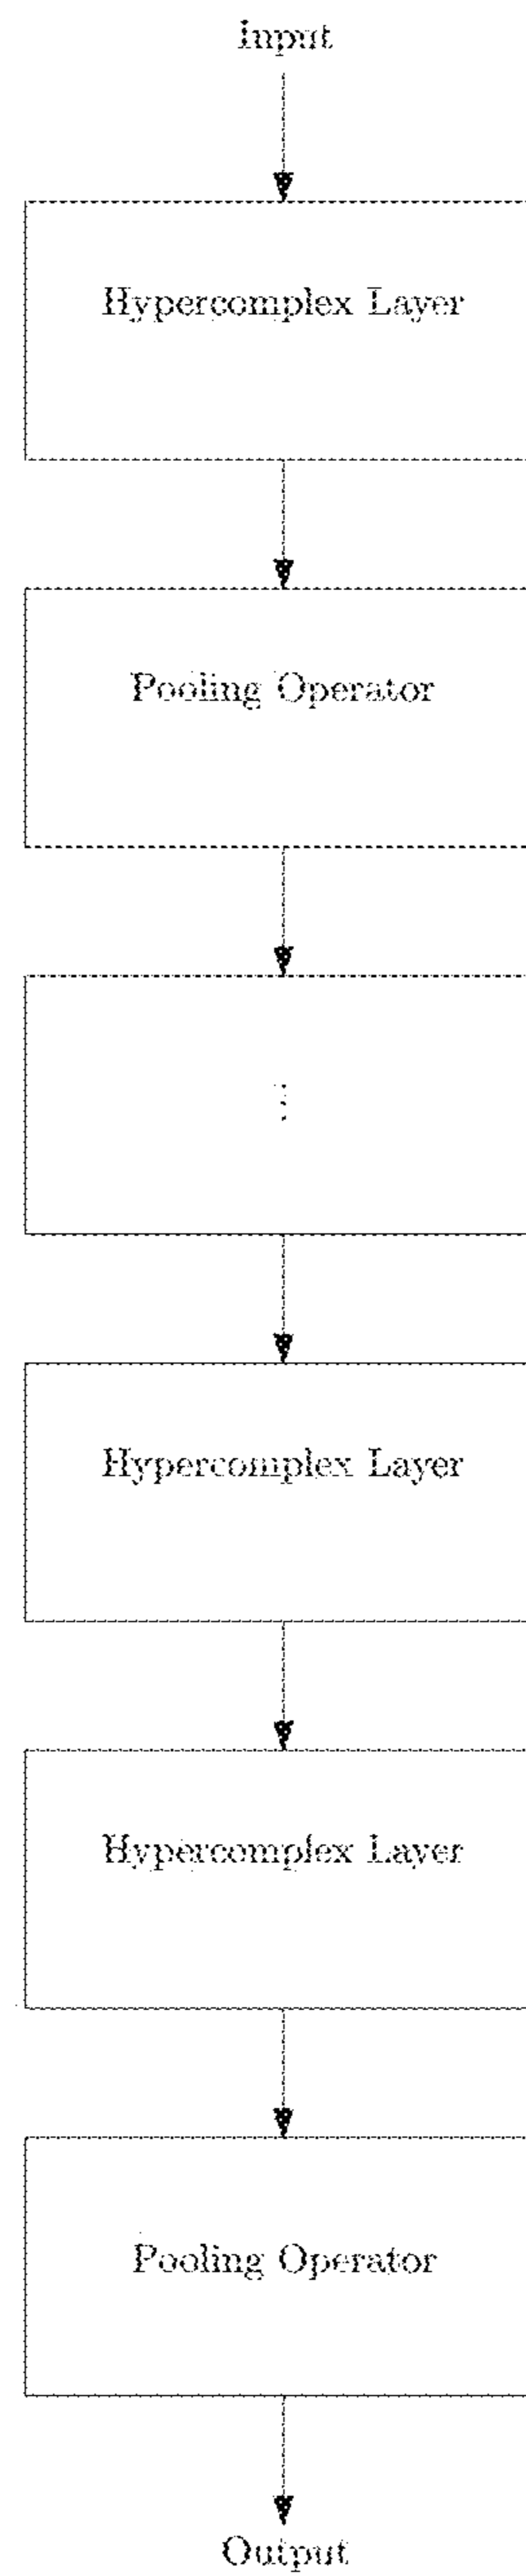 Input
Hypercomplex Layer
Pooling Operator
⋮
Hypercomplex Layer
Hypercomplex Layer
Pooling Operator
Output